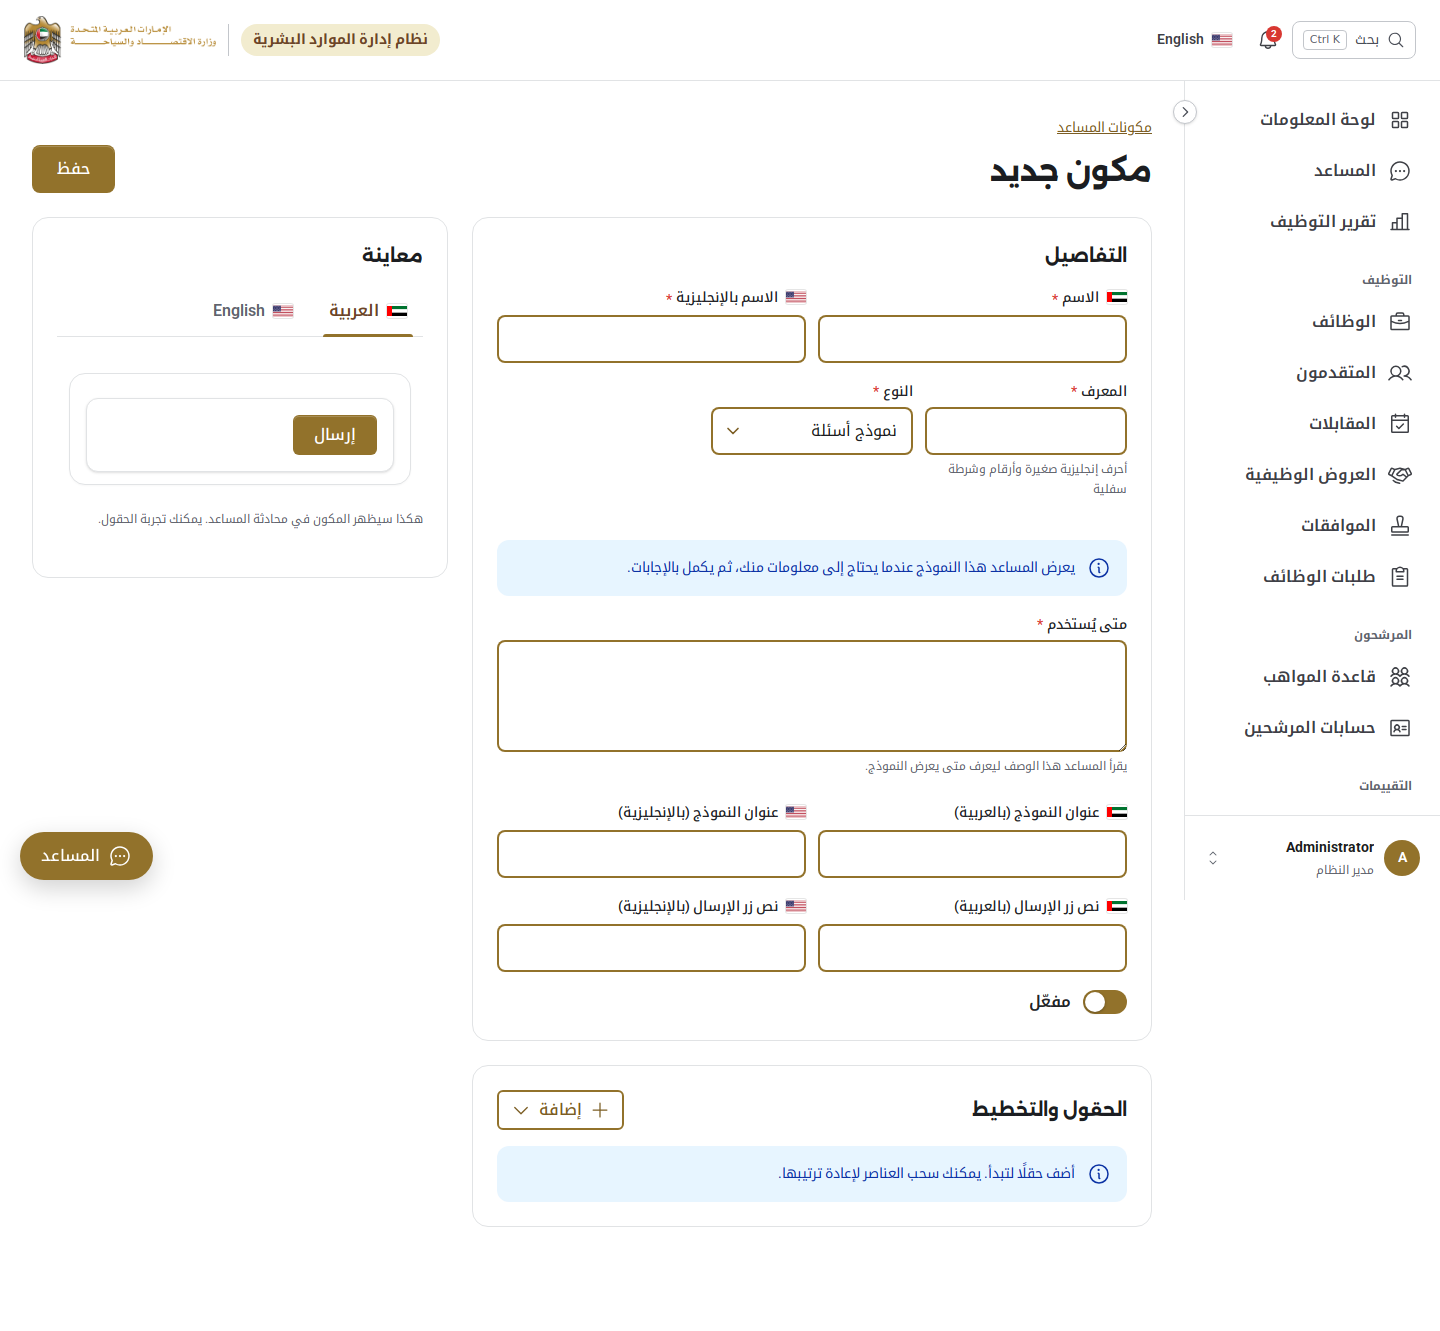 بحث
Ctrl K
2
English
نظام إدارة الموارد البشرية
الإمارات العربية المتحدة
وزارة الاقتصاد والسياحة
لوحة المعلومات
المساعد
تقرير التوظيف
التوظيف
الوظائف
المتقدمون
المقابلات
العروض الوظيفية
الموافقات
طلبات الوظائف
المرشحون
قاعدة المواهب
حسابات المرشحين
التقييمات
A
Administrator
مدير النظام
مكونات المساعد
مكون جديد
حفظ
التفاصيل
الاسم *
الاسم بالإنجليزية *
المعرف *
النوع *
نموذج أسئلة
أحرف إنجليزية صغيرة وأرقام وشرطة
سفلية
يعرض المساعد هذا النموذج عندما يحتاج إلى معلومات منك، ثم يكمل بالإجابات.
متى يُستخدم *
يقرأ المساعد هذا الوصف ليعرف متى يعرض النموذج.
عنوان النموذج (بالعربية)
عنوان النموذج (بالإنجليزية)
نص زر الإرسال (بالعربية)
نص زر الإرسال (بالإنجليزية)
مفعّل
الحقول والتخطيط
إضافة
أضف حقلًا لتبدأ. يمكنك سحب العناصر لإعادة ترتيبها.
معاينة
العربية
English
إرسال
هكذا سيظهر المكون في محادثة المساعد. يمكنك تجربة الحقول.
المساعد